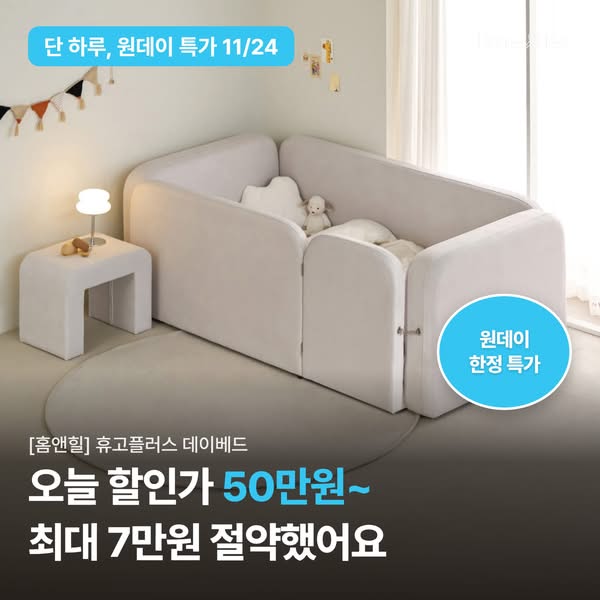 단 하루, 원데이 특가 11/24
원데이
한정 특가
[홈앤힐] 휴고플러스 데이베드
오늘 할인가 50만원~
최대 7만원 절약했어요